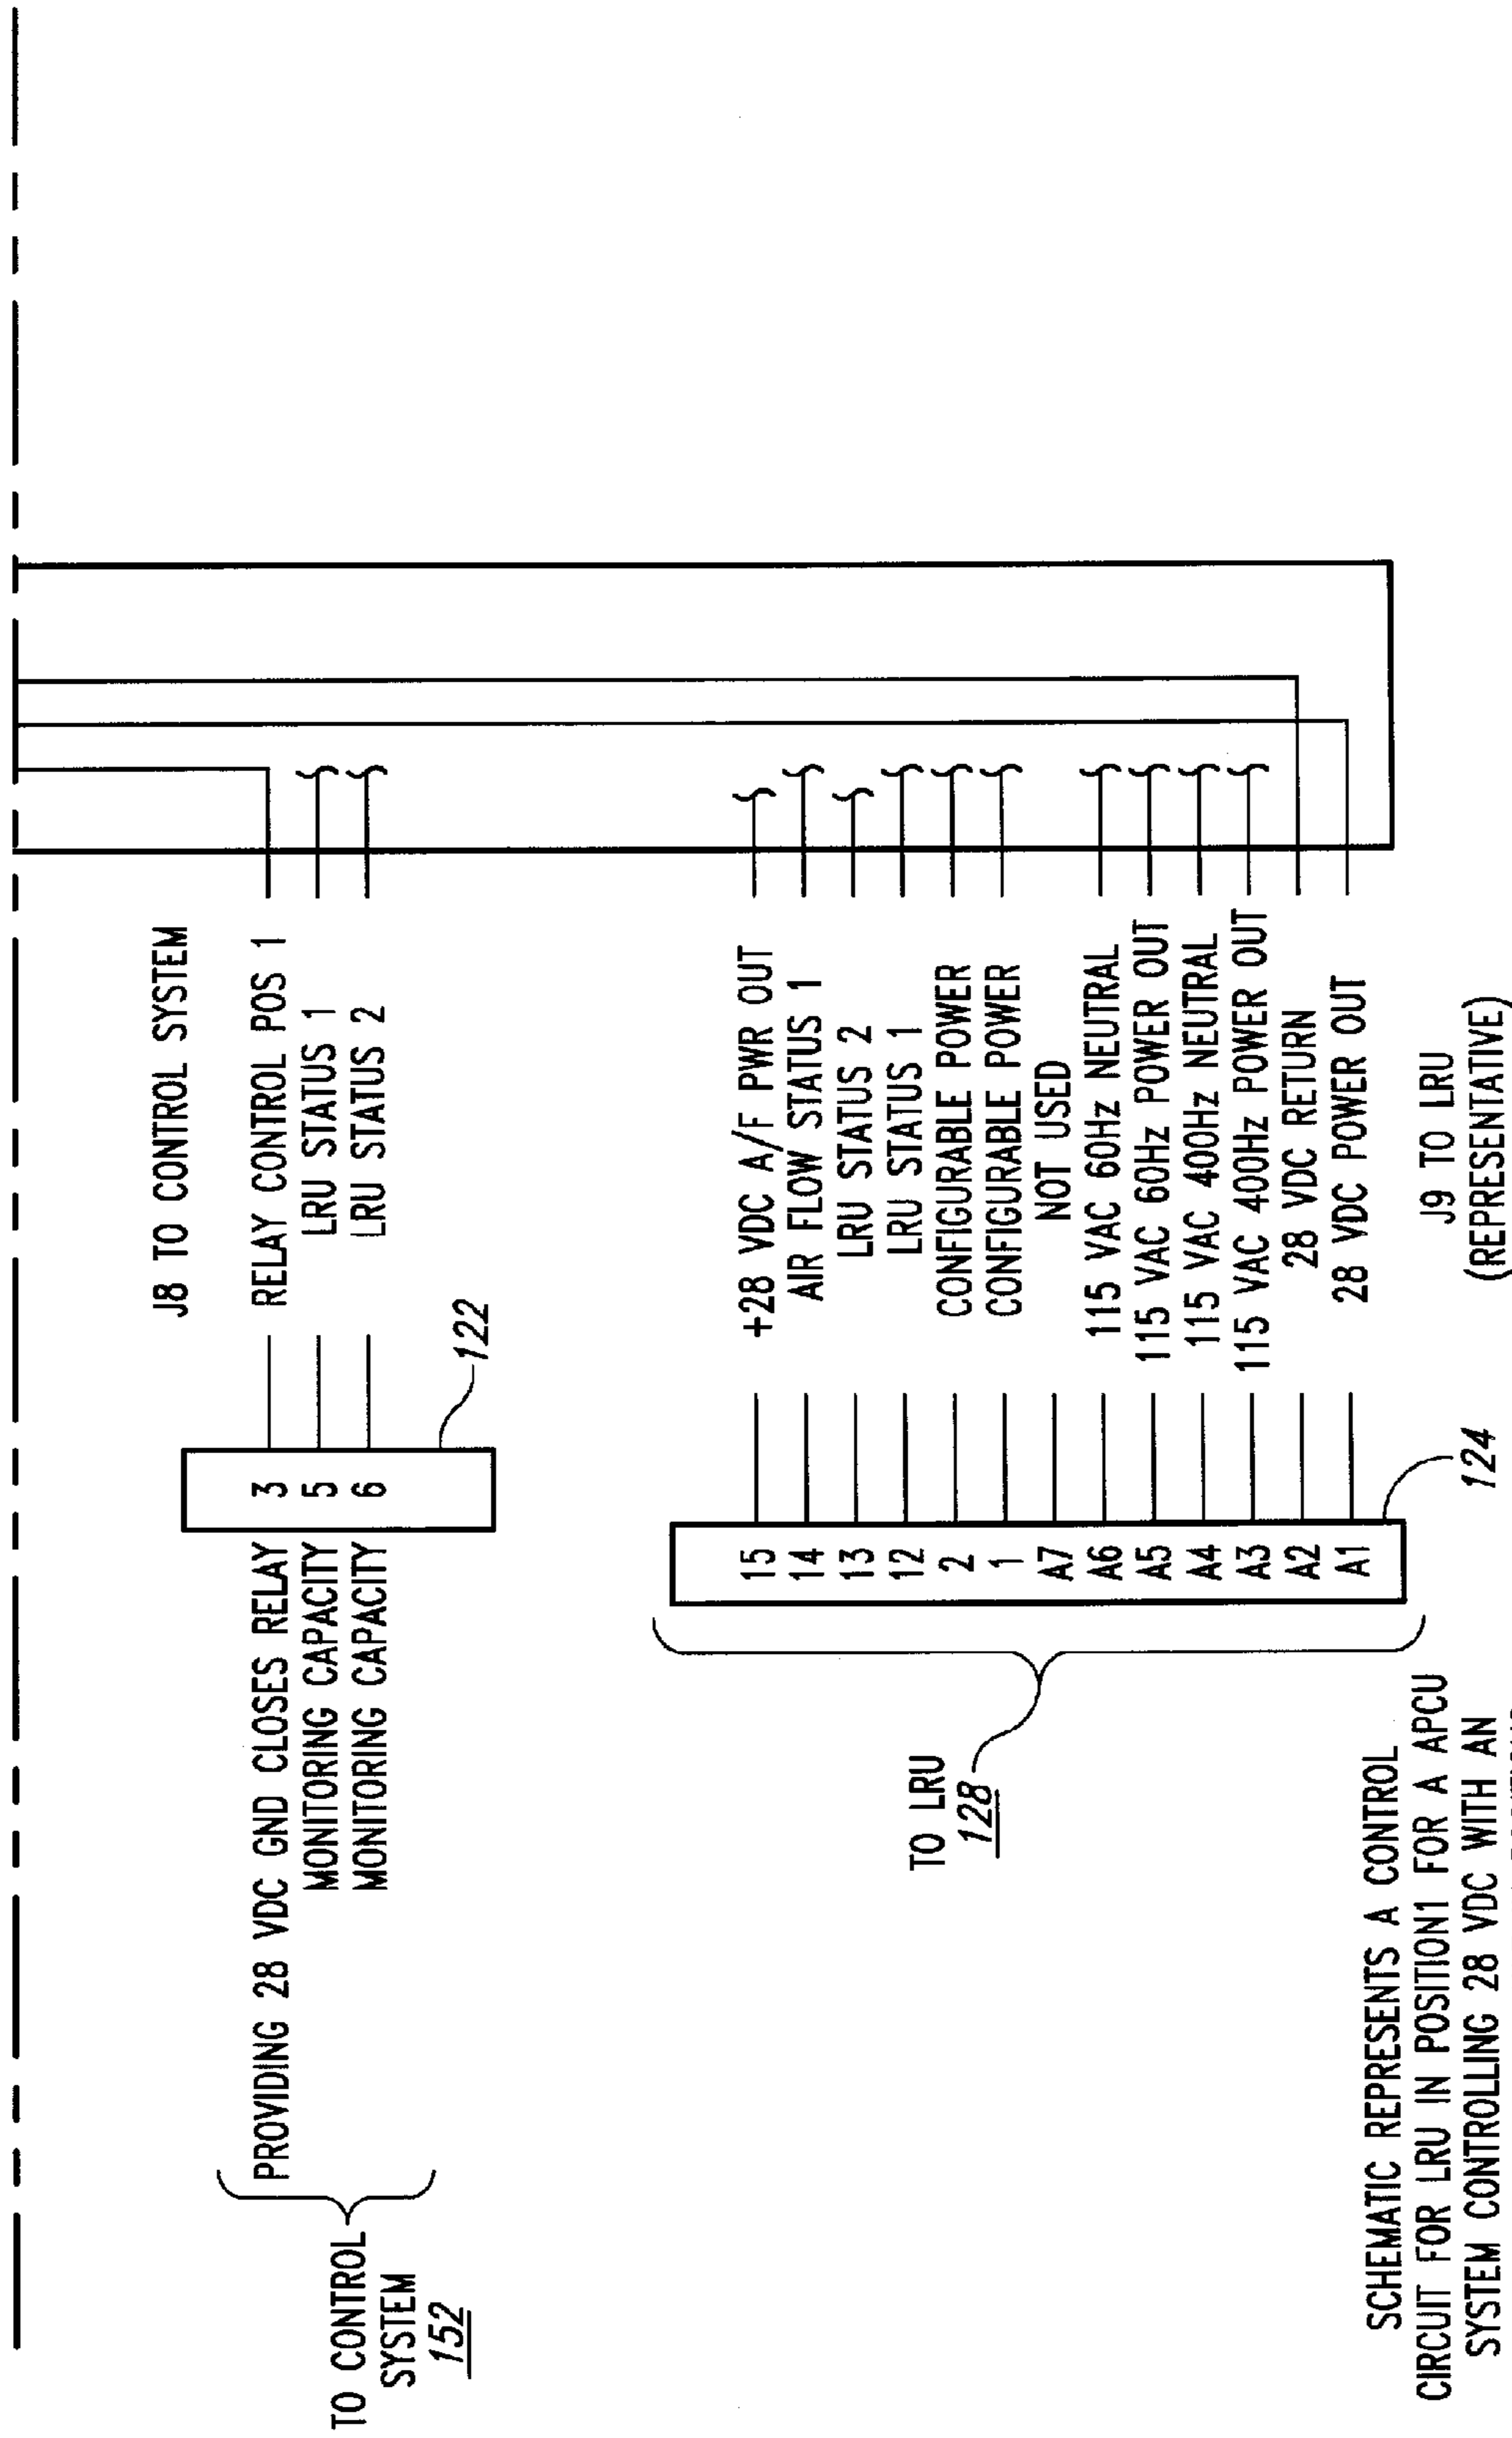 J8 TO CONTROL SYSTEM
PROVIDING 28 VDC GND CLOSES RELAY 3 RELAY CONTROL POS 1
MONITORING CAPACITY 5 LRU STATUS 1
MONITORING CAPACITY 6 LRU STATUS 2
TO CONTROL
SYSTEM
152
122
15 +28 VDC A/F PWR OUT
14 AIR FLOW STATUS 1
13 LRU STATUS 2
12 LRU STATUS 1
2 CONFIGURABLE POWER
1 CONFIGURABLE POWER
A7 NOT USED
A6 115 VAC 60Hz NEUTRAL
A5 115 VAC 60Hz POWER OUT
A4 115 VAC 400Hz NEUTRAL
A3 115 VAC 400Hz POWER OUT
A2 28 VDC RETURN
A1 28 VDC POWER OUT
TO LRU
128
124
J9 TO LRU
(REPRESENTATIVE)
SCHEMATIC REPRESENTS A CONTROL
CIRCUIT FOR LRU IN POSITION1 FOR A APCU
SYSTEM CONTROLLING 28 VDC WITH AN